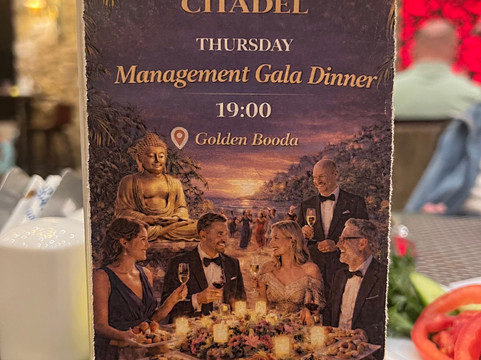 CITADEL
THURSDAY
Management Gala Dinner
19:00
Golden Booda